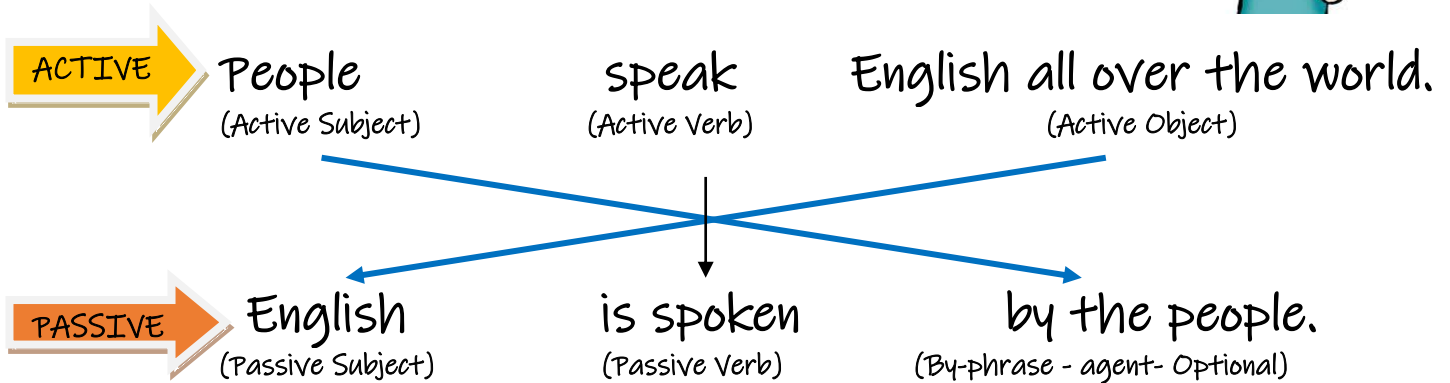 ACTIVE People speak English all over the world.
(Active Subject) (Active Verb) (Active Object)
PASSIVE English is spoken by the people.
(Passive Subject) (Passive Verb) (By-phrase - agent- Optional)